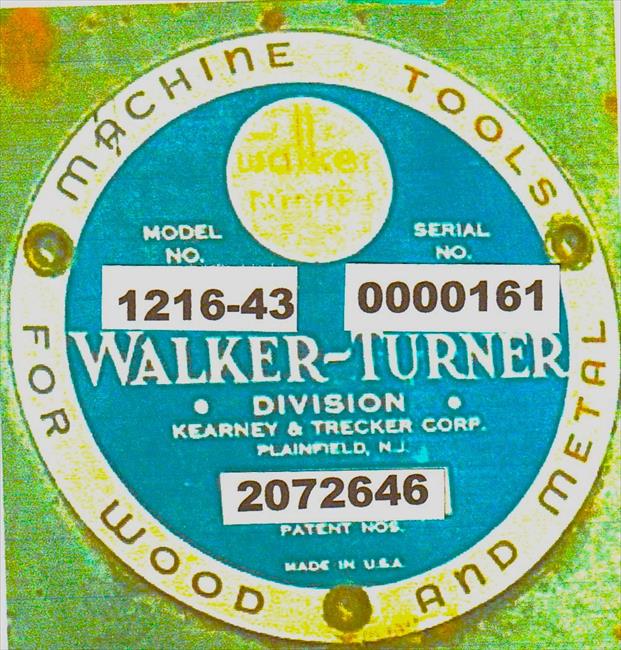 MACHINE TOOLS
walker
MODEL NO.
SERIAL NO.
1216-43
0000161
WALKER-TURNER
• DIVISION •
KEARNEY & TRECKER CORP.
PLAINFIELD, N.J.
2072646
PATENT NOS.
MADE IN U.S.A.
FOR WOOD AND METAL